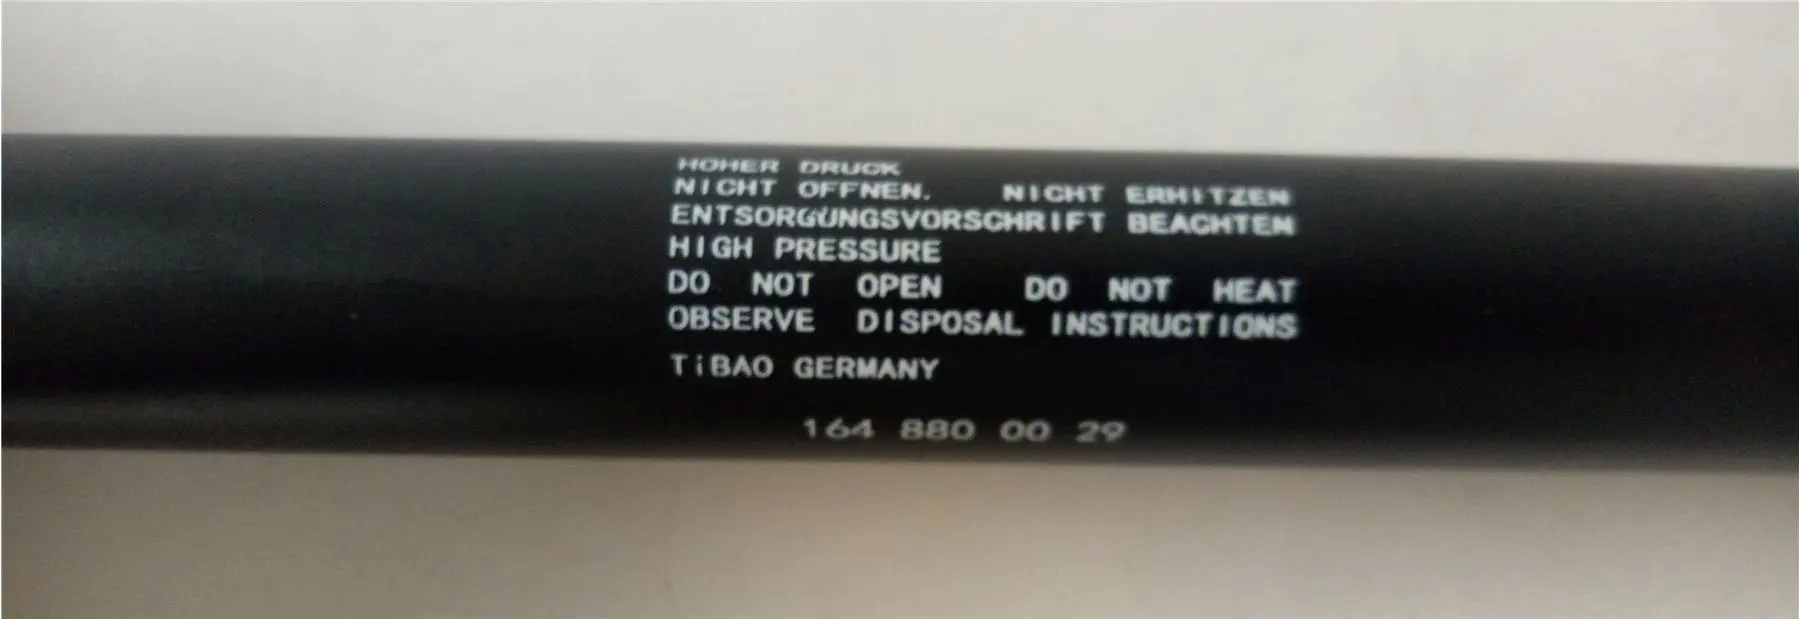 HOHER DRUCK
NICHT OFFNEN. NICHT ERHITZEN
ENTSORGUNGSVORSCHRIFT BEACHTEN
HIGH PRESSURE
DO NOT OPEN DO NOT HEAT
OBSERVE DISPOSAL INSTRUCTIONS
TiBAO GERMANY
164 880 00 29